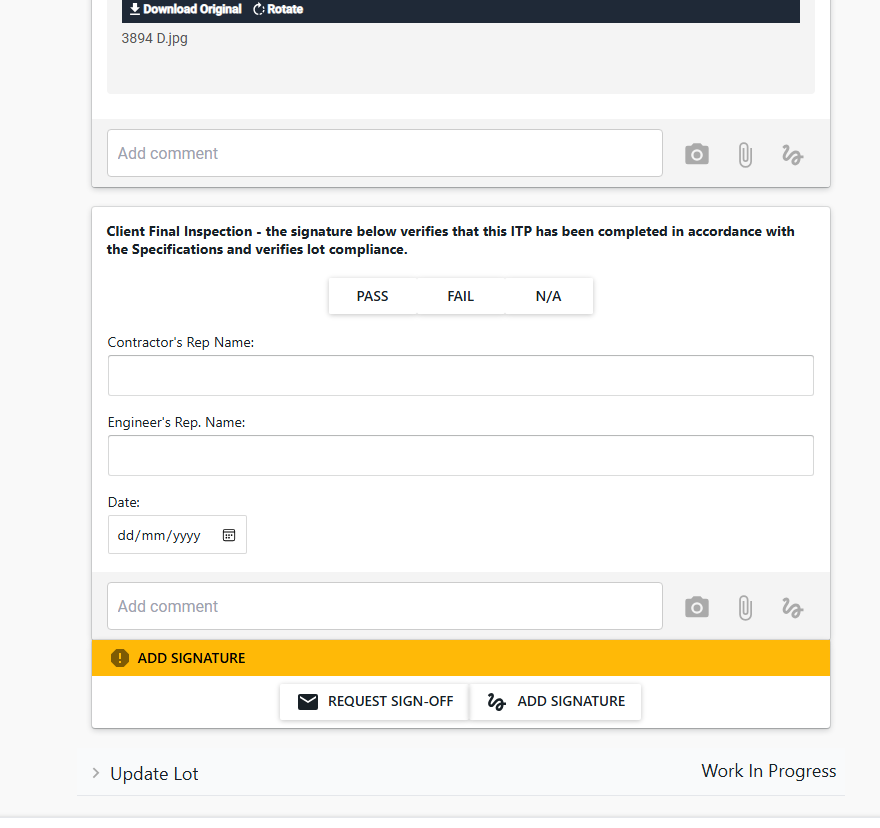 Download Original Rotate
3894 D.jpg
Add comment
Client Final Inspection - the signature below verifies that this ITP has been completed in accordance with
the Specifications and verifies lot compliance.
PASS FAIL N/A
Contractor's Rep Name:
Engineer's Rep. Name:
Date:
dd/mm/yyyy
Add comment
ADD SIGNATURE
REQUEST SIGN-OFF ADD SIGNATURE
Update Lot Work In Progress